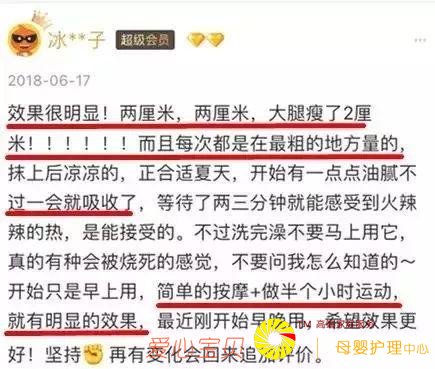 冰**子 超级会员
2018-06-17
效果很明显！两厘米，两厘米，大腿瘦了2厘
米！！！！！！而且每次都是在最粗的地方量的，
抹上后凉凉的，正合适夏天，开始有一点点油腻不
过一会就吸收了，等待了两三分钟就能感受到火辣
辣的热，是能接受的。不过洗完澡不要马上用它，
真的有种会被烧死的感觉，不要问我怎么知道的～
开始只是早上用，简单的按摩+做半个小时运动，
就有明显的效果，最近刚开始早晚用，希望效果更
好！坚持✊再有变化会回来追加评价。
爱心宝贝
TM
母婴护理中心